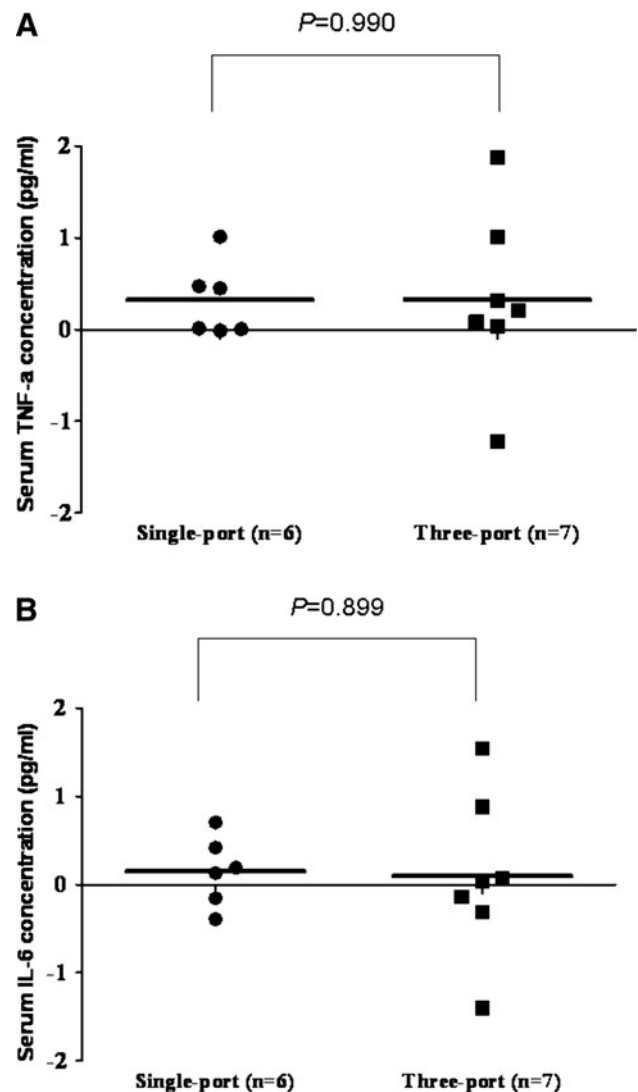 A
P=0.990
Serum TNF-a concentration (pg/ml)
2
1
0
-1
-2
Single-port (n=6)
Three-port (n=7)
B
P=0.899
Serum IL-6 concentration (pg/ml)
2
1
0
-1
-2
Single-port (n=6)
Three-port (n=7)